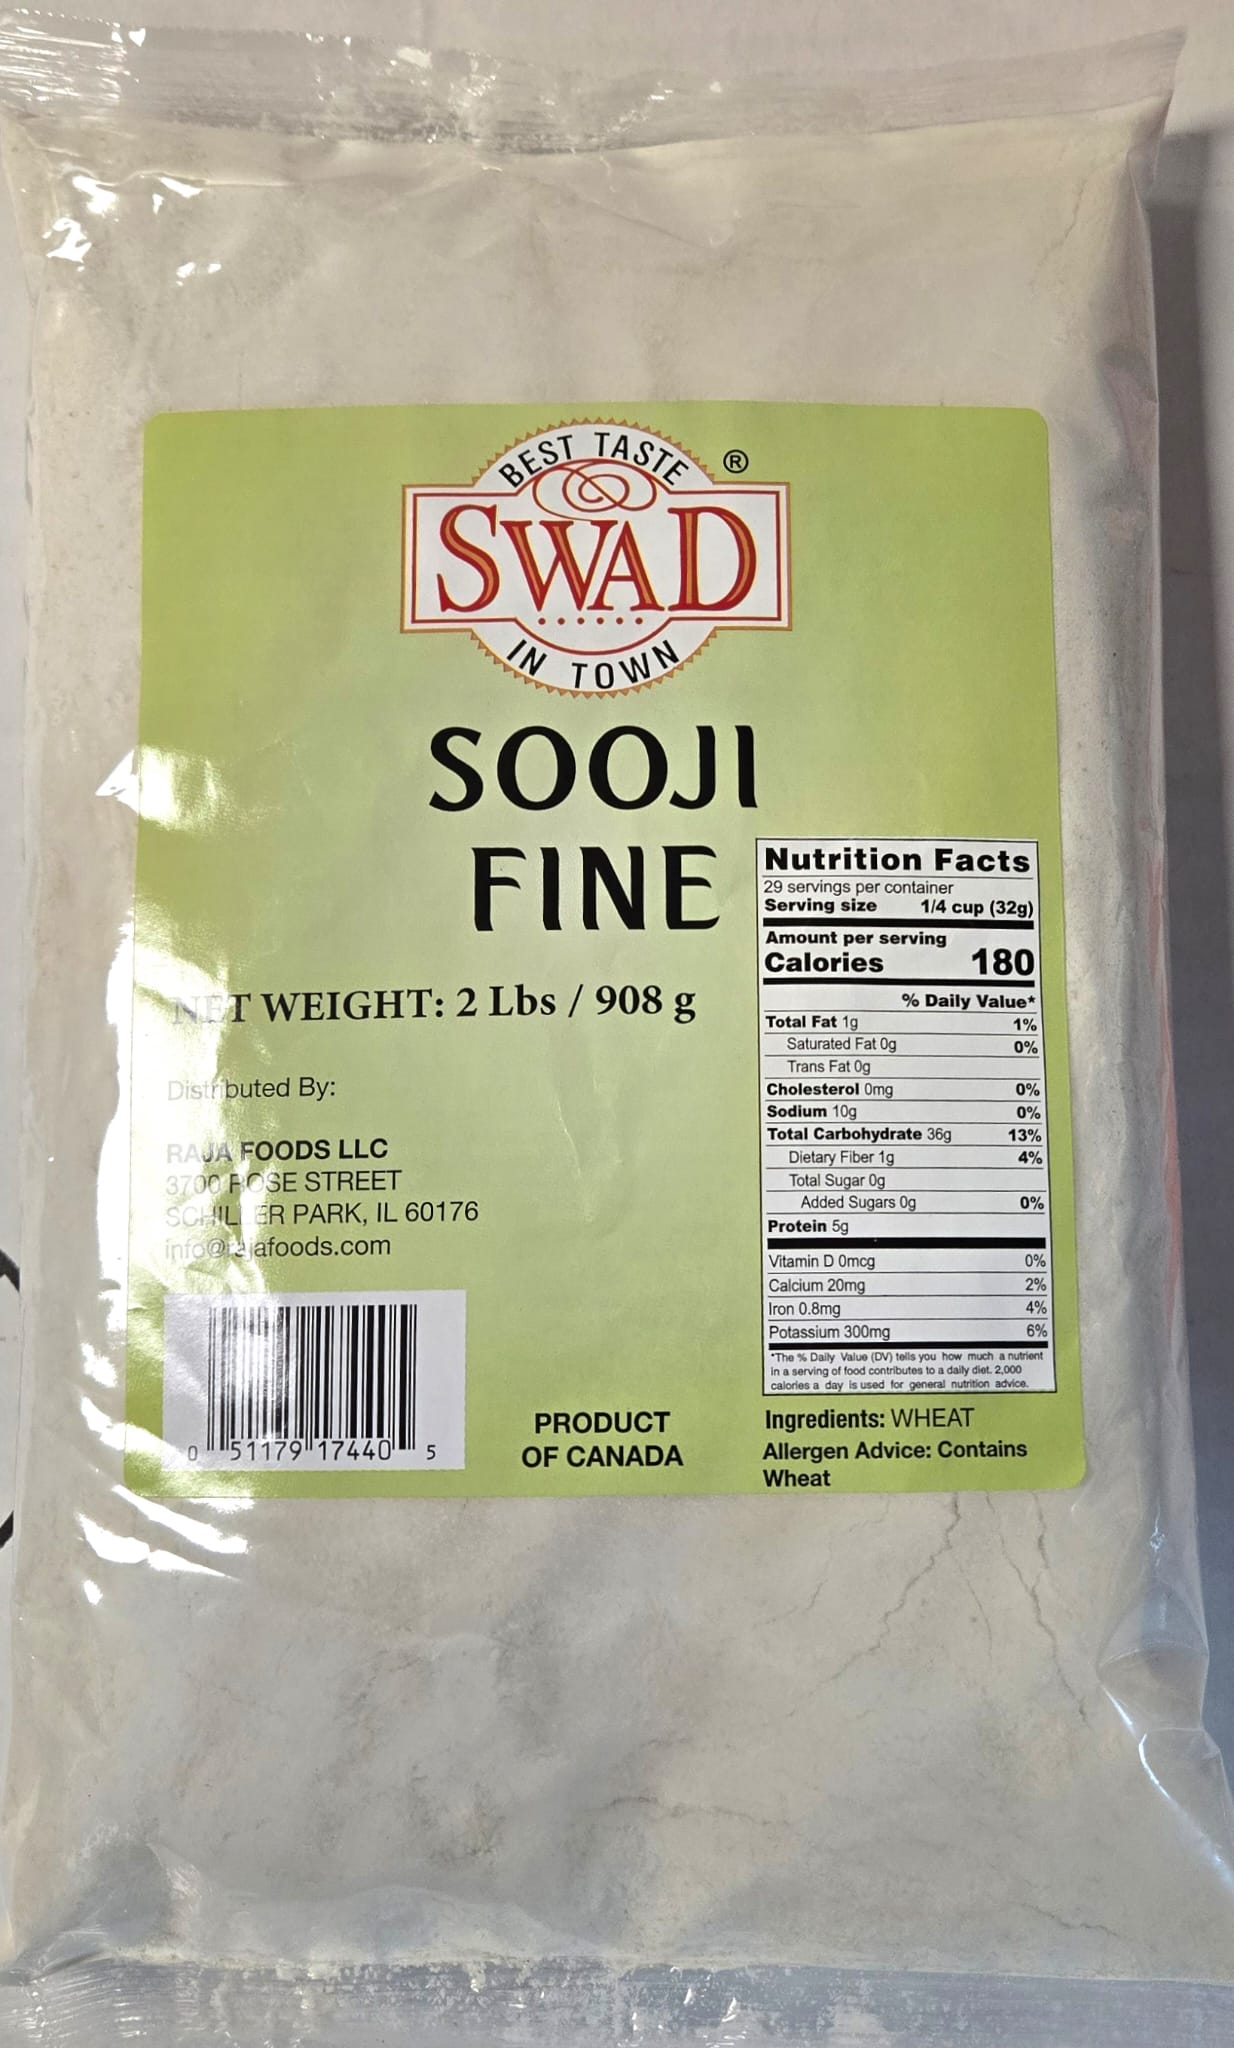 BEST TASTE
®
SWAD
IN TOWN
SOOJI
FINE
NET WEIGHT: 2 Lbs / 908 g
Distributed By:
RAJA FOODS LLC
3700 ROSE STREET
SCHILLER PARK, IL 60176
info@rajafoods.com
0 51179 17440 5
PRODUCT
OF CANADA
Nutrition Facts
29 servings per container
Serving size 1/4 cup (32g)
Amount per serving
Calories 180
% Daily Value*
Total Fat 1g 1%
Saturated Fat 0g 0%
Trans Fat 0g
Cholesterol 0mg 0%
Sodium 10g 0%
Total Carbohydrate 36g 13%
Dietary Fiber 1g 4%
Total Sugar 0g
Added Sugars 0g 0%
Protein 5g
Vitamin D 0mcg 0%
Calcium 20mg 2%
Iron 0.8mg 4%
Potassium 300mg 6%
*The % Daily Value (DV) tells you how much a nutrient
in a serving of food contributes to a daily diet. 2,000
calories a day is used for general nutrition advice.
Ingredients: WHEAT
Allergen Advice: Contains
Wheat